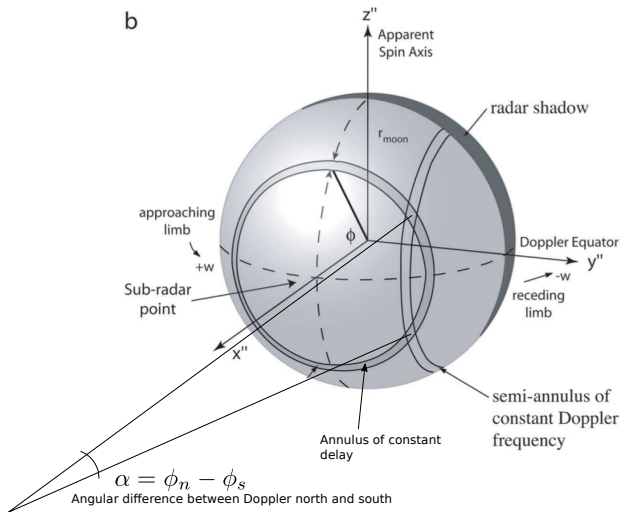 b
z"
Apparent
Spin Axis
radar shadow
r_moon
approaching
limb
+w
ϕ
Doppler Equator
y"
-w
receding
limb
Sub-radar
point
x"
semi-annulus of
constant Doppler
frequency
Annulus of constant
delay
α = ϕ_n − ϕ_s
Angular difference between Doppler north and south